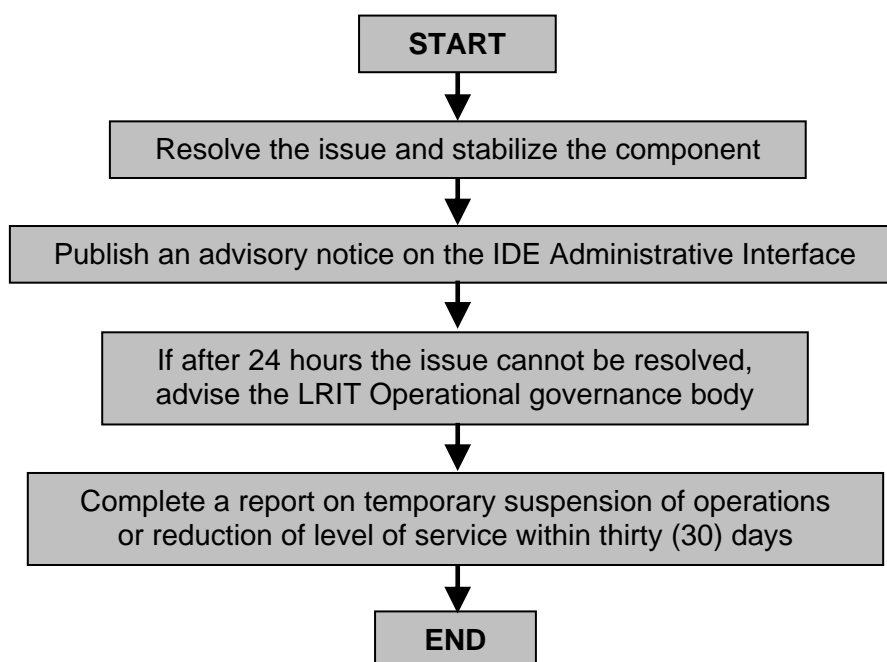 START
Resolve the issue and stabilize the component
Publish an advisory notice on the IDE Administrative Interface
If after 24 hours the issue cannot be resolved,
advise the LRIT Operational governance body
Complete a report on temporary suspension of operations
or reduction of level of service within thirty (30) days
END